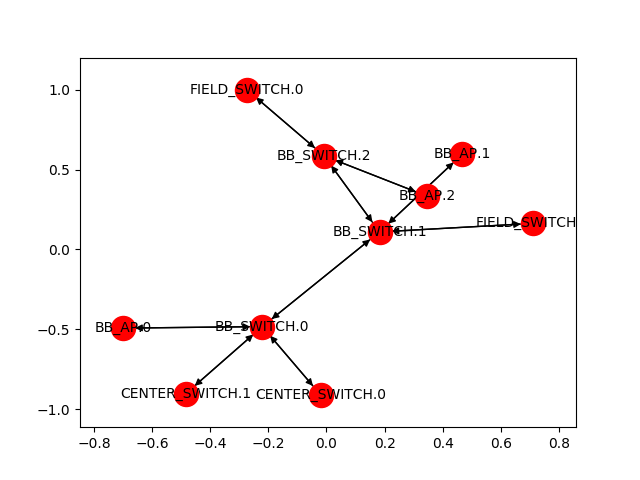 1.0
FIELD_SWITCH.0
BB_SWITCH.2
BB_AP.1
0.5
BB_AP.2
FIELD_SWITCH
BB_SWITCH.1
0.0
BB_AP.0
BB_SWITCH.0
−0.5
CENTER_SWITCH.1
CENTER_SWITCH.0
−1.0
−0.8 −0.6 −0.4 −0.2 0.0 0.2 0.4 0.6 0.8